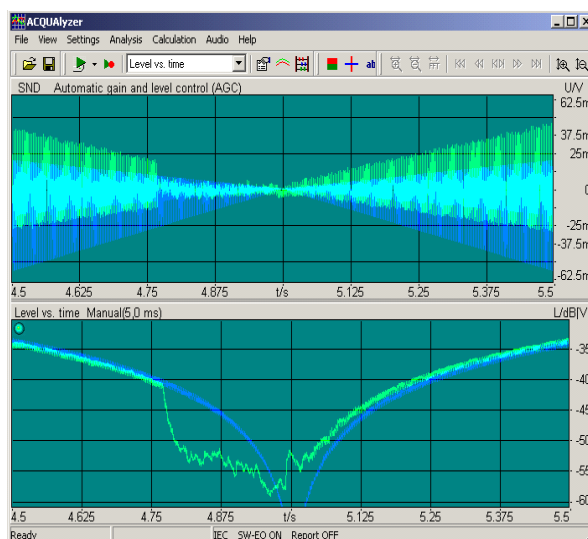 ACQUAlyzer
File View Settings Analysis Calculation Audio Help
Level vs. time
ab
SND Automatic gain and level control (AGC) U/V
62.5m
37.5m
25m
0
-25m
-37.5m
-62.5m
4.5 4.625 4.75 4.875 t/s 5.125 5.25 5.375 5.5
Level vs. time Manual(5,0 ms) L/dB[V
-35
-40
-45
-50
-55
-60
4.5 4.625 4.75 4.875 t/s 5.125 5.25 5.375 5.5
Ready IEC SW-EO ON Report OFF